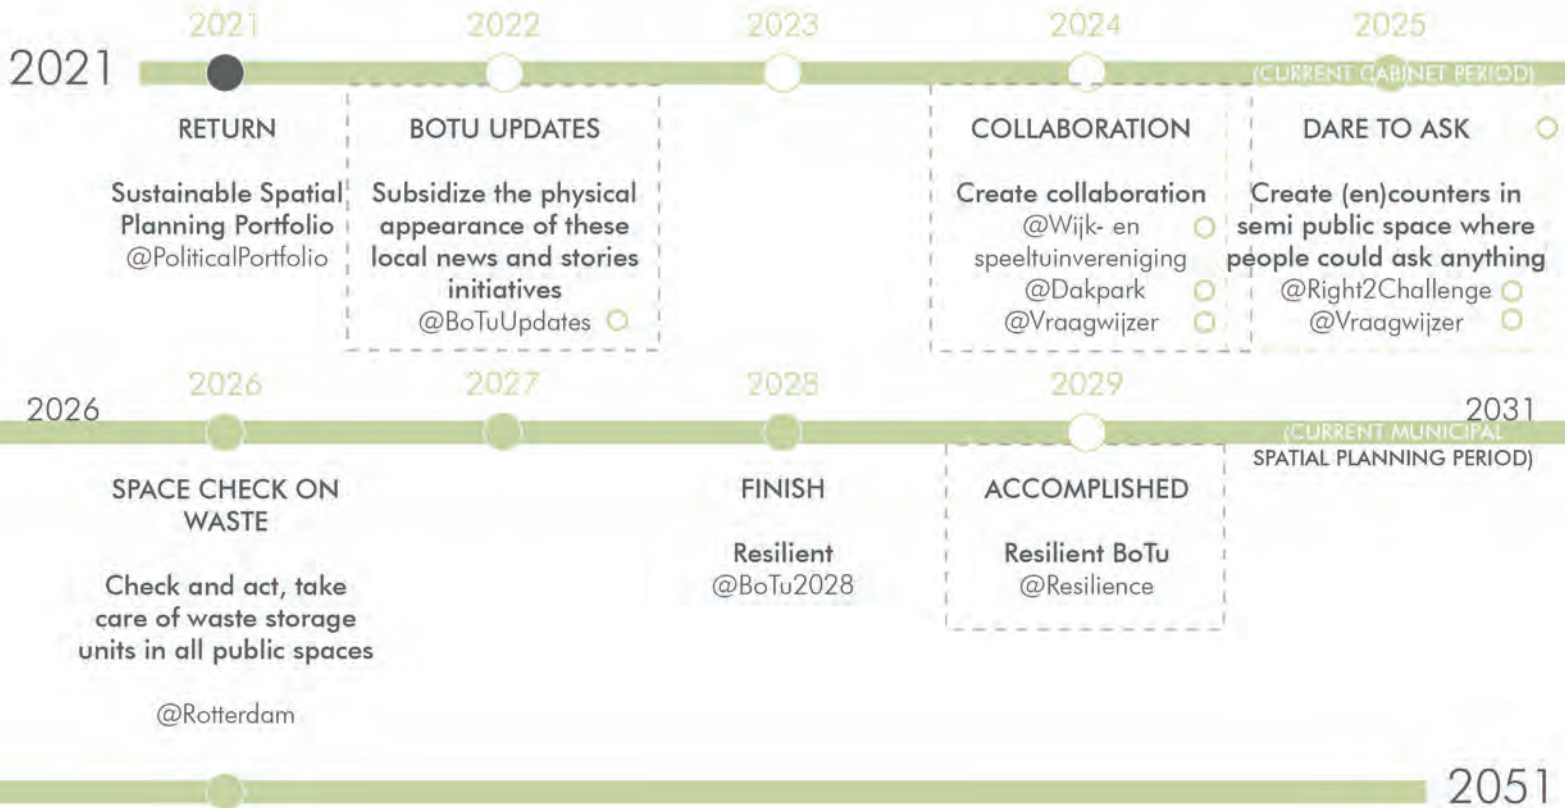 2021 2022 2023 2024 2025
2021
(CURRENT CABINET PERIOD)
RETURN
Sustainable Spatial
Planning Portfolio
@PoliticalPortfolio
BOTU UPDATES
Subsidize the physical
appearance of these
local news and stories
initiatives
@BoTuUpdates
COLLABORATION
Create collaboration
@Wijk- en
speeltuinvereniging
@Dakpark
@Vraagwijzer
DARE TO ASK
Create (en)counters in
semi public space where
people could ask anything
@Right2Challenge
@Vraagwijzer
2026 2027 2028 2029
2026
2031
(CURRENT MUNICIPAL
SPATIAL PLANNING PERIOD)
SPACE CHECK ON
WASTE
Check and act, take
care of waste storage
units in all public spaces
@Rotterdam
FINISH
Resilient
@BoTu2028
ACCOMPLISHED
Resilient BoTu
@Resilience
2051